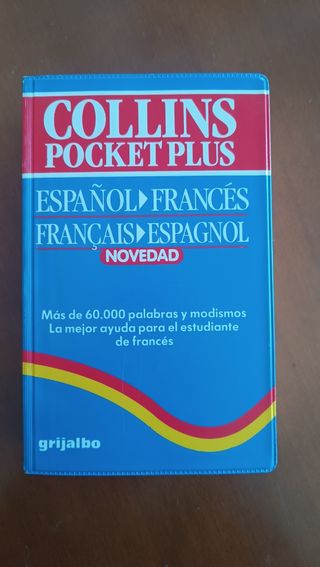 COLLINS
POCKET PLUS
ESPAÑOL▶FRANCÉS
FRANÇAIS▶ESPAGNOL
NOVEDAD
Más de 60.000 palabras y modismos
La mejor ayuda para el estudiante
de francés
grijalbo